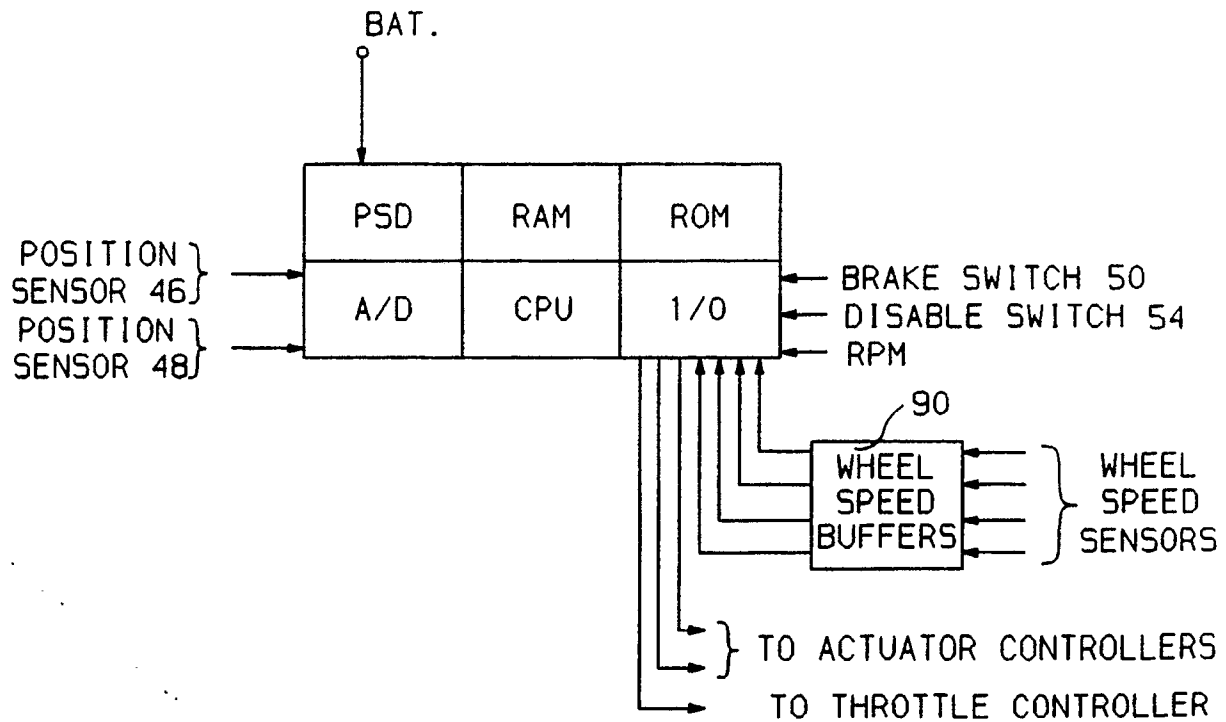 BAT.
PSD
RAM
ROM
POSITION
SENSOR 46
A/D
CPU
1/0
BRAKE SWITCH 50
DISABLE SWITCH 54
RPM
POSITION
SENSOR 48
90
WHEEL
SPEED
BUFFERS
WHEEL
SPEED
SENSORS
TO ACTUATOR CONTROLLERS
TO THROTTLE CONTROLLER